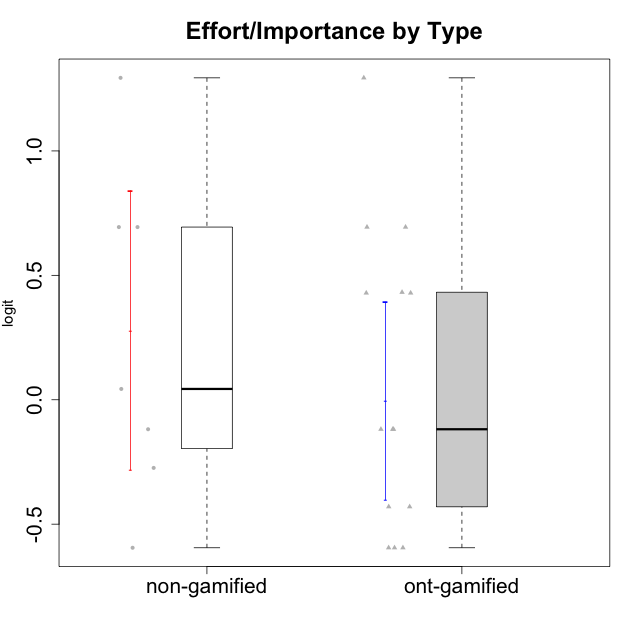 Effort/Importance by Type
logit
1.0
0.5
0.0
-0.5
non-gamified
ont-gamified